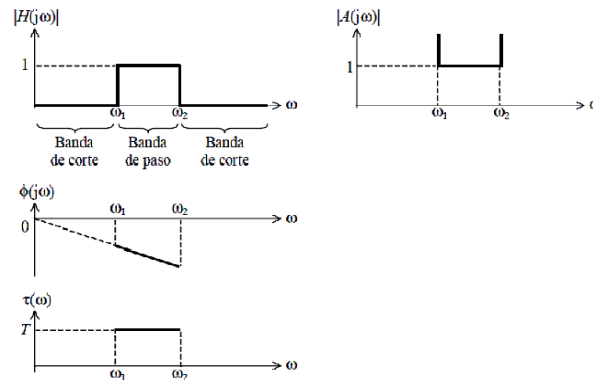 |H(jω)|
1
ω₁ ω₂ ω
Banda de corte
Banda de paso
Banda de corte
|A(jω)|
1
ω₁ ω₂ ω
ϕ(jω)
0
ω₁ ω₂ ω
τ(ω)
T
ω₁ ω₂ ω